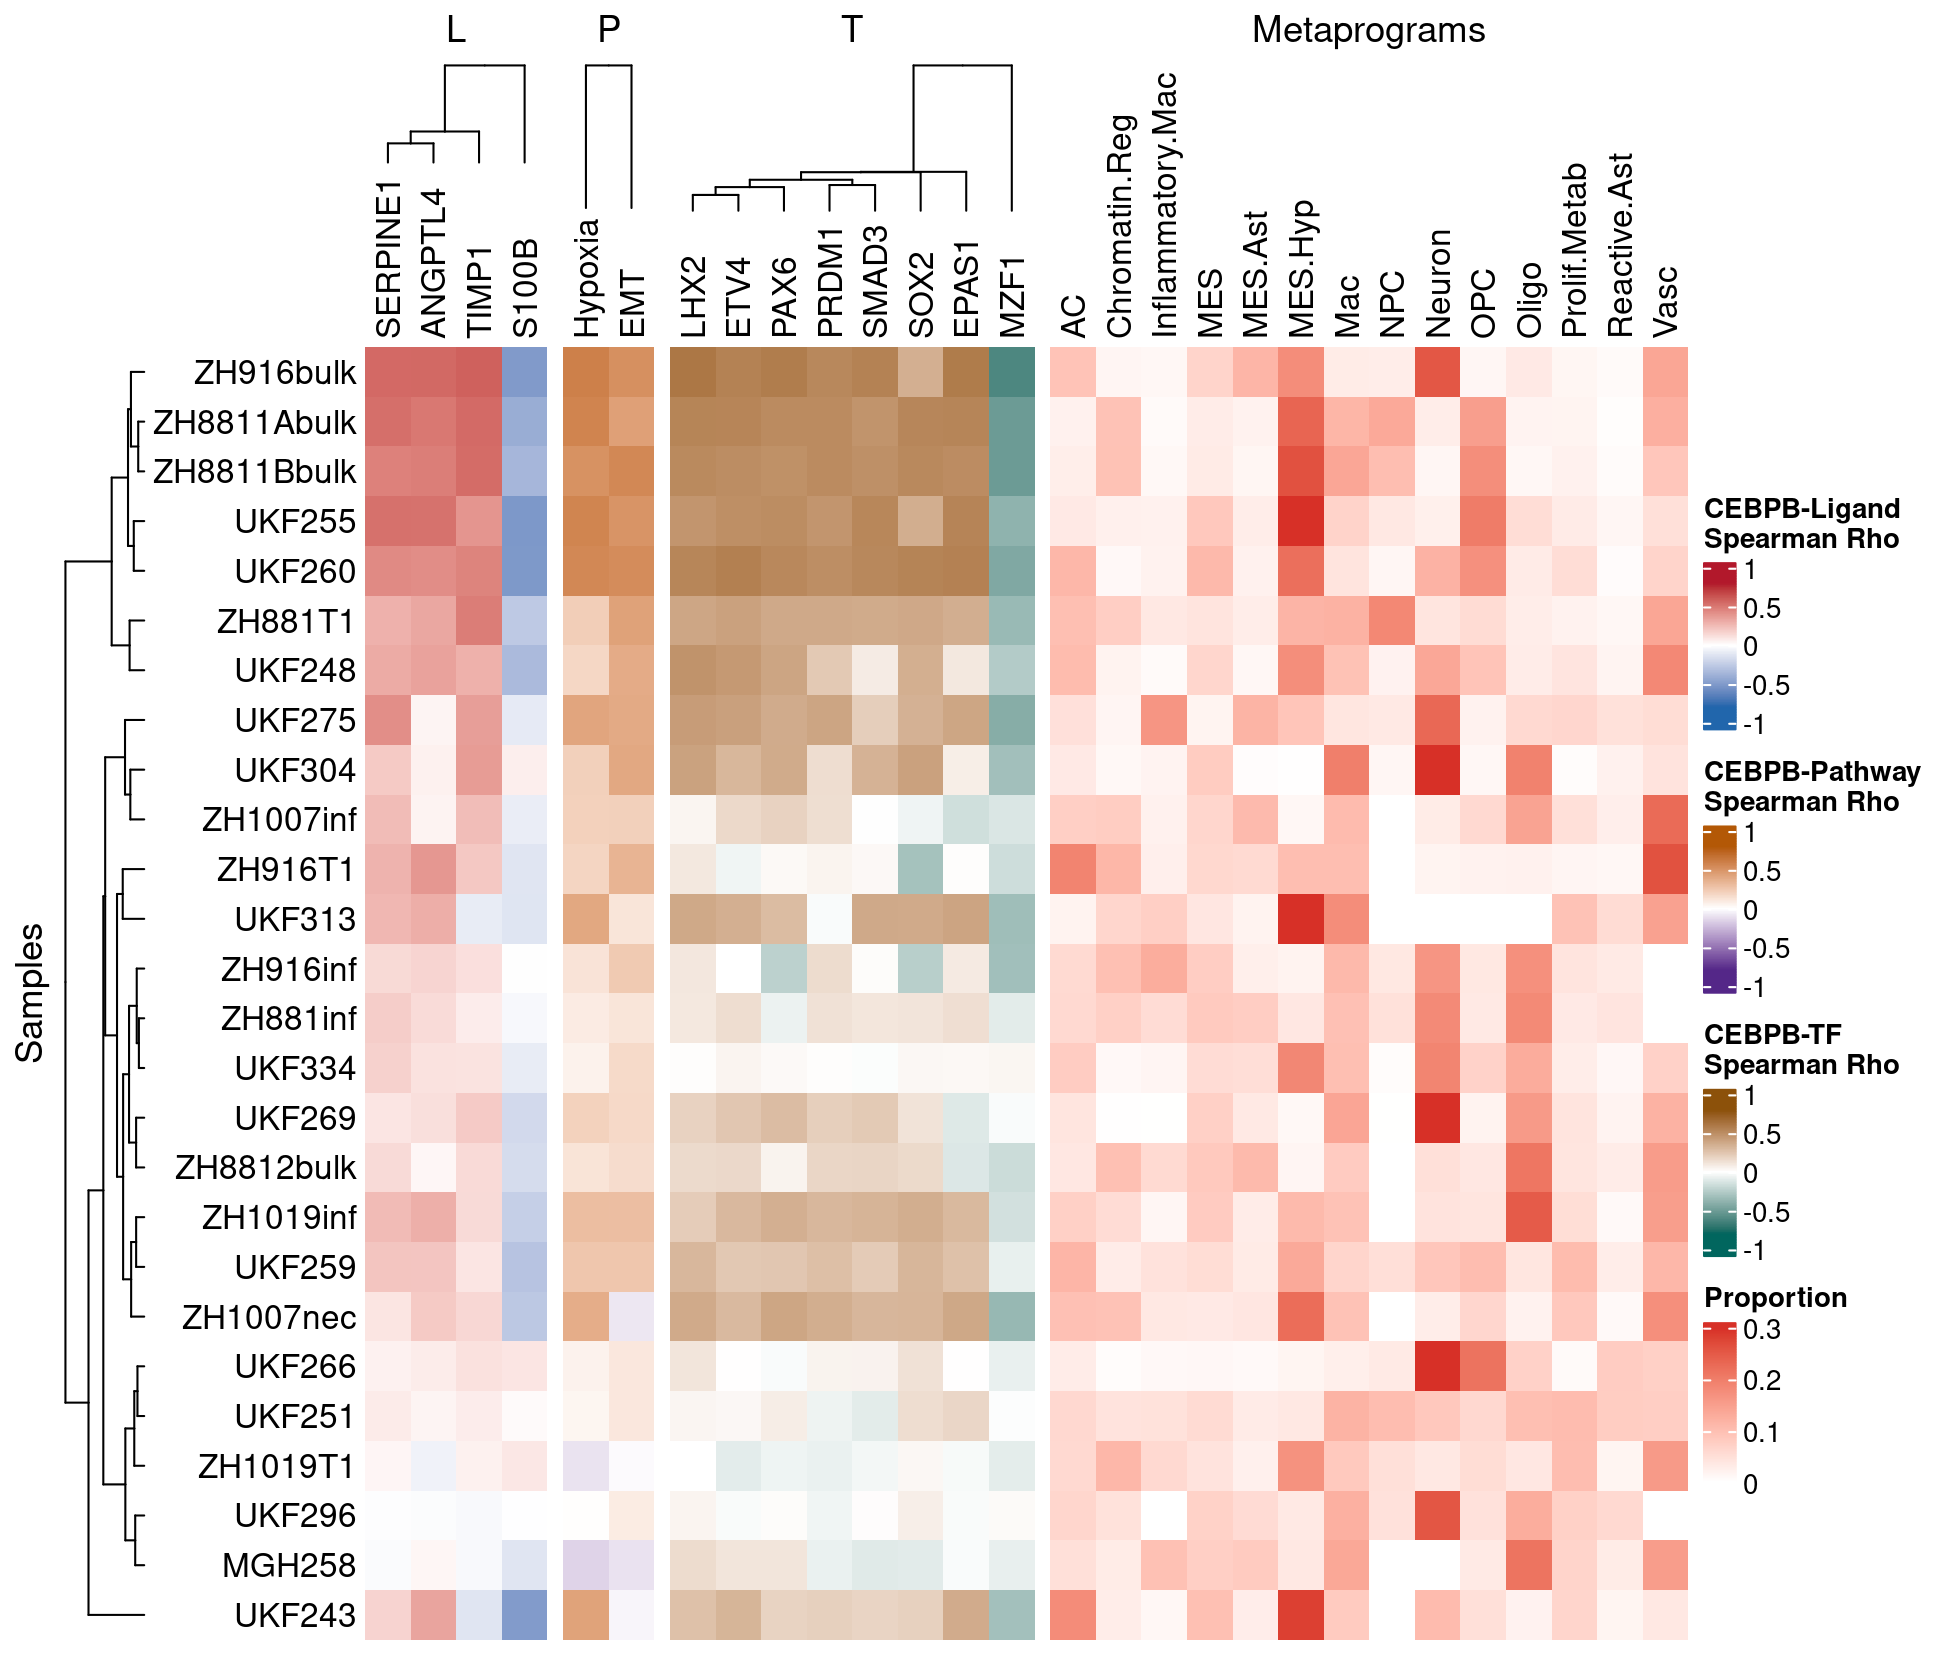 L
P
T
Metaprograms
SERPINE1
ANGPTL4
TIMP1
S100B
Hypoxia
EMT
LHX2
ETV4
PAX6
PRDM1
SMAD3
SOX2
EPAS1
MZF1
AC
Chromatin.Reg
Inflammatory.Mac
MES
MES.Ast
MES.Hyp
Mac
NPC
Neuron
OPC
Oligo
Prolif.Metab
Reactive.Ast
Vasc
Samples
ZH916bulk
ZH8811Abulk
ZH8811Bbulk
UKF255
UKF260
ZH881T1
UKF248
UKF275
UKF304
ZH1007inf
ZH916T1
UKF313
ZH916inf
ZH881inf
UKF334
UKF269
ZH8812bulk
ZH1019inf
UKF259
ZH1007nec
UKF266
UKF251
ZH1019T1
UKF296
MGH258
UKF243
CEBPB-Ligand
Spearman Rho
1
0.5
0
-0.5
-1
CEBPB-Pathway
Spearman Rho
1
0.5
0
-0.5
-1
CEBPB-TF
Spearman Rho
1
0.5
0
-0.5
-1
Proportion
0.3
0.2
0.1
0